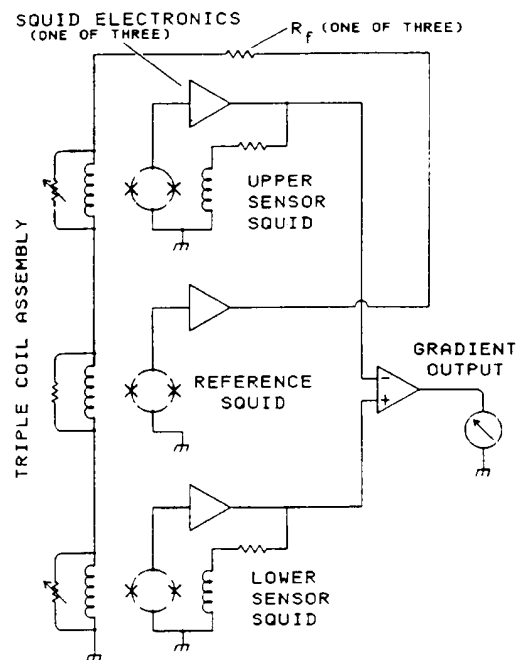 SQUID ELECTRONICS
(ONE OF THREE)
Rf (ONE OF THREE)
UPPER
SENSOR
SQUID
TRIPLE COIL ASSEMBLY
REFERENCE
SQUID
GRADIENT
OUTPUT
-
+
LOWER
SENSOR
SQUID